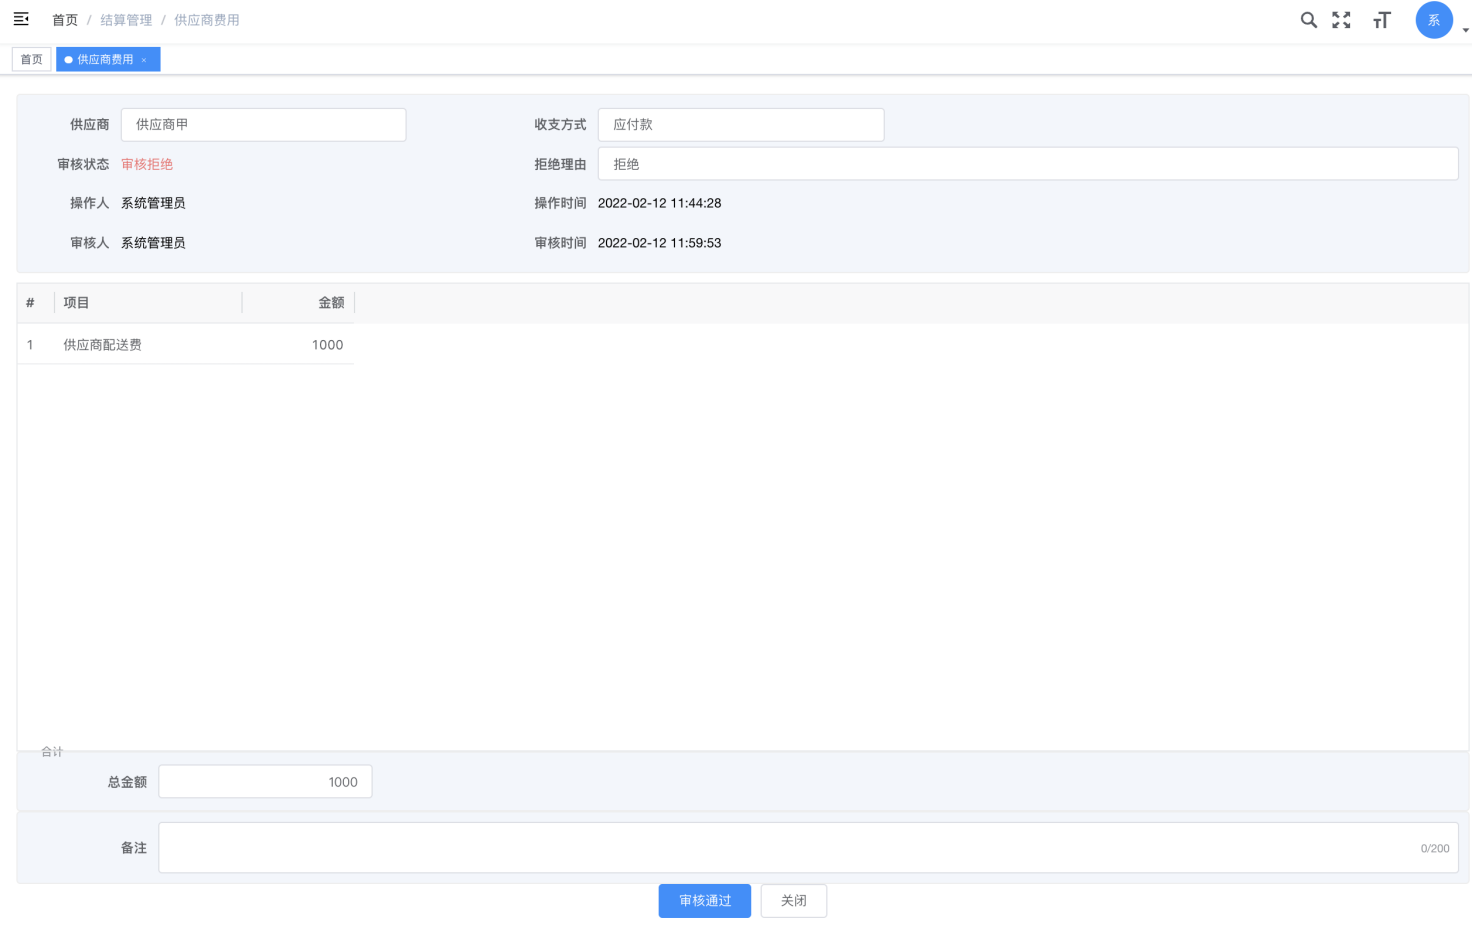 首页 / 结算管理 / 供应商费用
系
首页
供应商费用 ×
供应商 供应商甲 收支方式 应付款
审核状态 审核拒绝 拒绝理由 拒绝
操作人 系统管理员 操作时间 2022-02-12 11:44:28
审核人 系统管理员 审核时间 2022-02-12 11:59:53
# 项目 金额
1 供应商配送费 1000
合计
总金额 1000
备注
0/200
审核通过 关闭